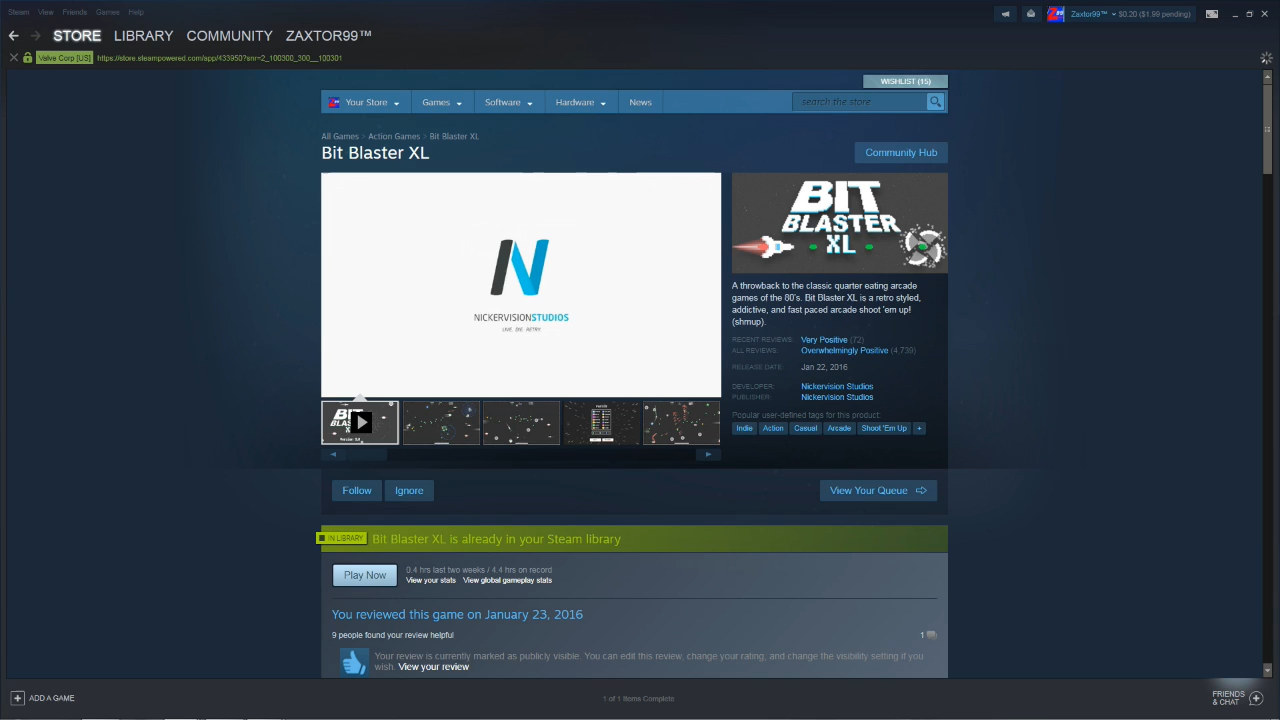 Steam View Friends Games Help
Zaxtor99™ $0.20 ($1.99 pending)
STORE LIBRARY COMMUNITY ZAXTOR99™
Valve Corp [US] https://store.steampowered.com/app/433950?snr=2_100300_300__100301
WISHLIST (15)
Your Store Games Software Hardware News search the store
All Games > Action Games > Bit Blaster XL
Bit Blaster XL
Community Hub
NICKERVISIONSTUDIOS
LIVE. DIE. RETRY.
BIT
BLASTER
XL
A throwback to the classic quarter eating arcade
games of the 80's. Bit Blaster XL is a retro styled,
addictive, and fast paced arcade shoot 'em up!
(shmup).
RECENT REVIEWS: Very Positive (72)
ALL REVIEWS: Overwhelmingly Positive (4,739)
RELEASE DATE: Jan 22, 2016
DEVELOPER: Nickervision Studios
PUBLISHER: Nickervision Studios
Popular user-defined tags for this product:
Indie Action Casual Arcade Shoot 'Em Up +
Follow Ignore
View Your Queue
IN LIBRARY Bit Blaster XL is already in your Steam library
Play Now
0.4 hrs last two weeks / 4.4 hrs on record
View your stats View global gameplay stats
You reviewed this game on January 23, 2016
9 people found your review helpful
1
Your review is currently marked as publicly visible. You can edit this review, change your rating, and change the visibility setting if you
wish. View your review
+ ADD A GAME
1 of 1 Items Complete
FRIENDS
& CHAT